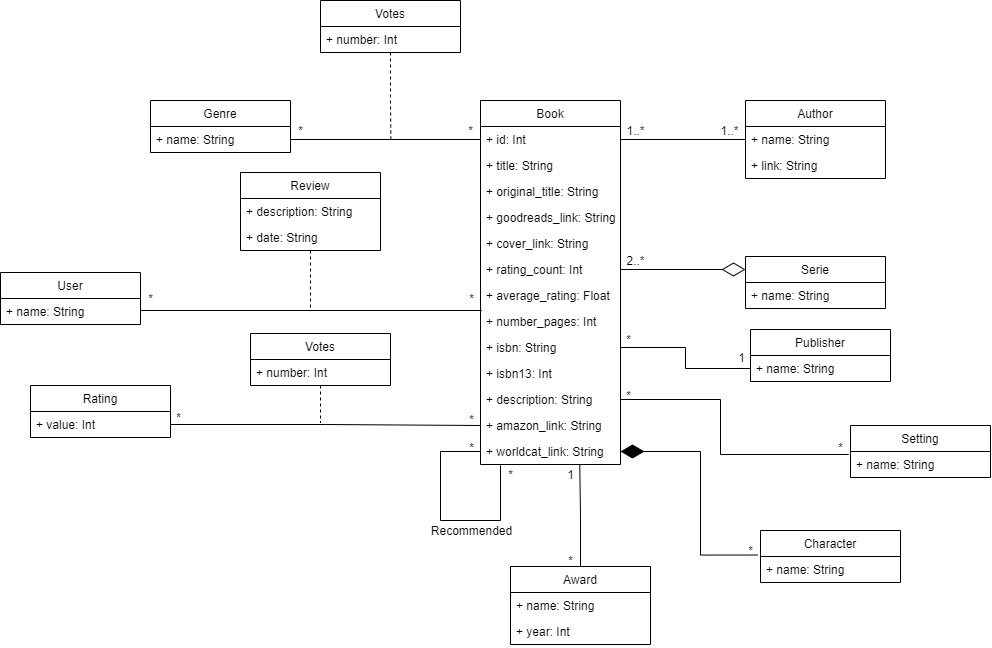 Votes
+ number: Int
Genre
+ name: String
*
*
Book
+ id: Int
+ title: String
+ original_title: String
+ goodreads_link: String
+ cover_link: String
+ rating_count: Int
+ average_rating: Float
+ number_pages: Int
+ isbn: String
+ isbn13: Int
+ description: String
+ amazon_link: String
+ worldcat_link: String
1..*
1..*
Author
+ name: String
+ link: String
Review
+ description: String
+ date: String
2..*
Serie
+ name: String
User
+ name: String
*
*
Votes
+ number: Int
*
1
Publisher
+ name: String
Rating
+ value: Int
*
*
*
*
Setting
+ name: String
*
*
Recommended
1
*
Award
+ name: String
+ year: Int
*
Character
+ name: String